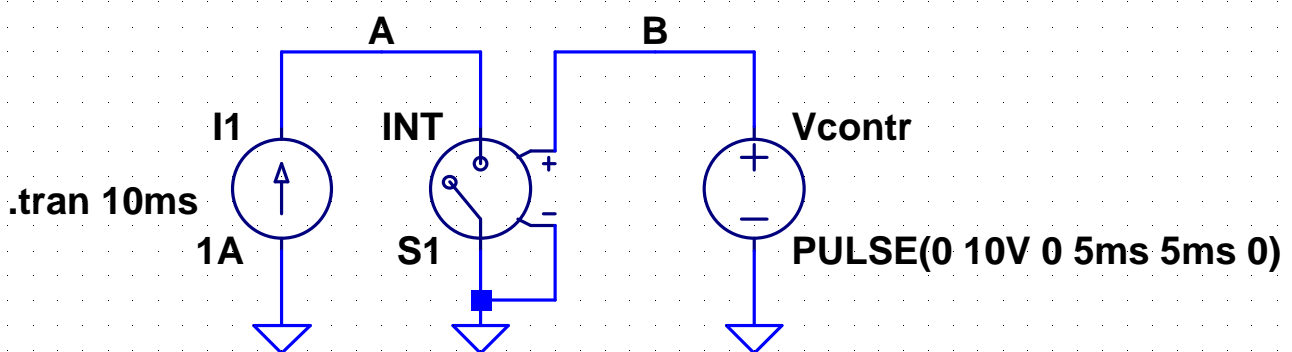 A
B
I1
INT
Vcontr
+
-
+
-
.tran 10ms
1A
S1
PULSE(0 10V 0 5ms 5ms 0)